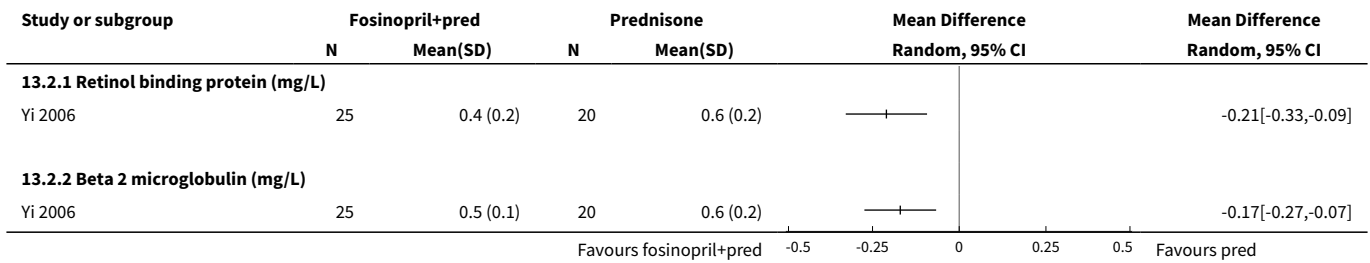 Study or subgroup Fosinopril+pred Prednisone Mean Difference Mean Difference
N Mean(SD) N Mean(SD) Random, 95% CI Random, 95% CI
13.2.1 Retinol binding protein (mg/L)
Yi 2006 25 0.4 (0.2) 20 0.6 (0.2) -0.21[-0.33,-0.09]
13.2.2 Beta 2 microglobulin (mg/L)
Yi 2006 25 0.5 (0.1) 20 0.6 (0.2) -0.17[-0.27,-0.07]
Favours fosinopril+pred -0.5 -0.25 0 0.25 0.5 Favours pred